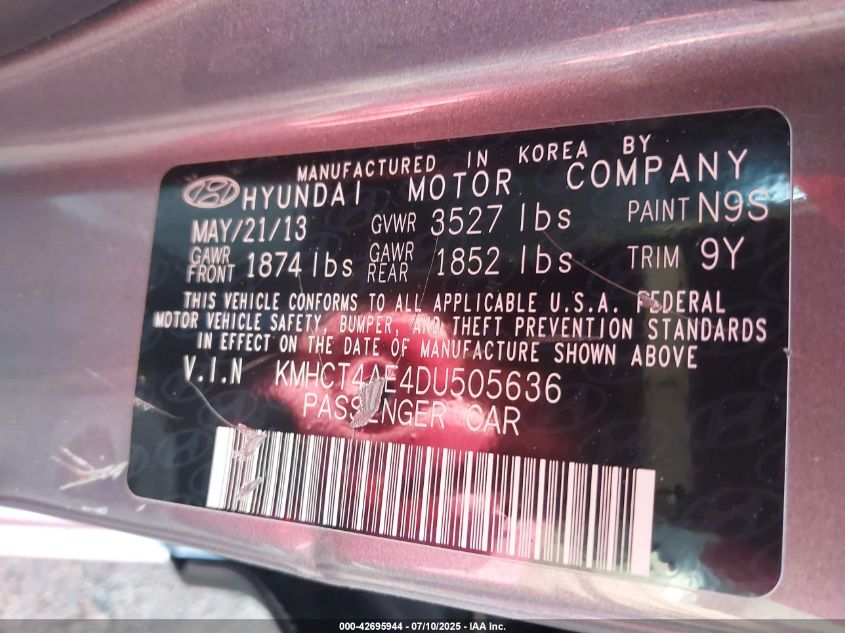 MANUFACTURED IN KOREA BY
HYUNDAI MOTOR COMPANY
MAY/21/13 GVWR 3527 lbs PAINT N9S
GAWR FRONT 1874 lbs GAWR REAR 1852 lbs TRIM 9Y
THIS VEHICLE CONFORMS TO ALL APPLICABLE U.S.A. FEDERAL
MOTOR VEHICLE SAFETY, BUMPER, AND THEFT PREVENTION STANDARDS
IN EFFECT ON THE DATE OF MANUFACTURE SHOWN ABOVE
V.I.N KMHCT4AE4DU505636
PASSENGER CAR
000-42695944 - 07/10/2025 - IAA Inc.